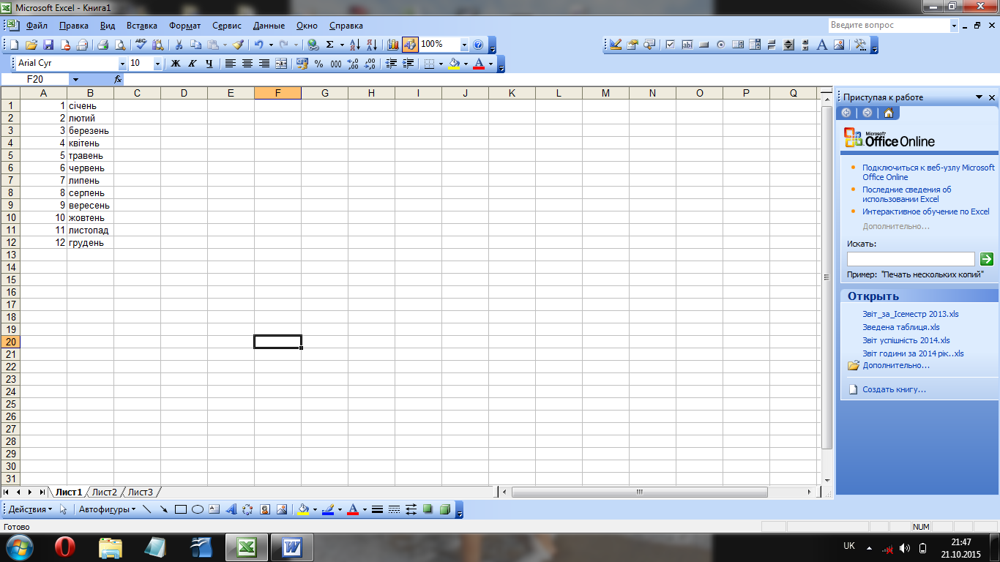 Microsoft Excel - Книга1
Файл Правка Вид Вставка Формат Сервис Данные Окно Справка Введите вопрос
100%
Arial Cyr 10 Ж К Ч % 000
F20 fx
A B C D E F G H I J K L M N O P Q
1 1 січень
2 2 лютий
3 3 березень
4 4 квітень
5 5 травень
6 6 червень
7 7 липень
8 8 серпень
9 9 вересень
10 10 жовтень
11 11 листопад
12 12 грудень
13
14
15
16
17
18
19
20
21
22
23
24
25
26
27
28
29
30
31
Приступая к работе
Microsoft
Office Online
Подключиться к веб-узлу Microsoft
Office Online
Последние сведения об
использовании Excel
Интерактивное обучение по Excel
Дополнительно...
Искать:
Пример: "Печать нескольких копий"
Открыть
Звіт_за_Ісеместр 2013.xls
Зведена таблиця.xls
Звіт успішність 2014.xls
Звіт години за 2014 рік..xls
Дополнительно...
Создать книгу...
Лист1 Лист2 Лист3
Действия Автофигуры
Готово NUM
UK 21:47
21.10.2015